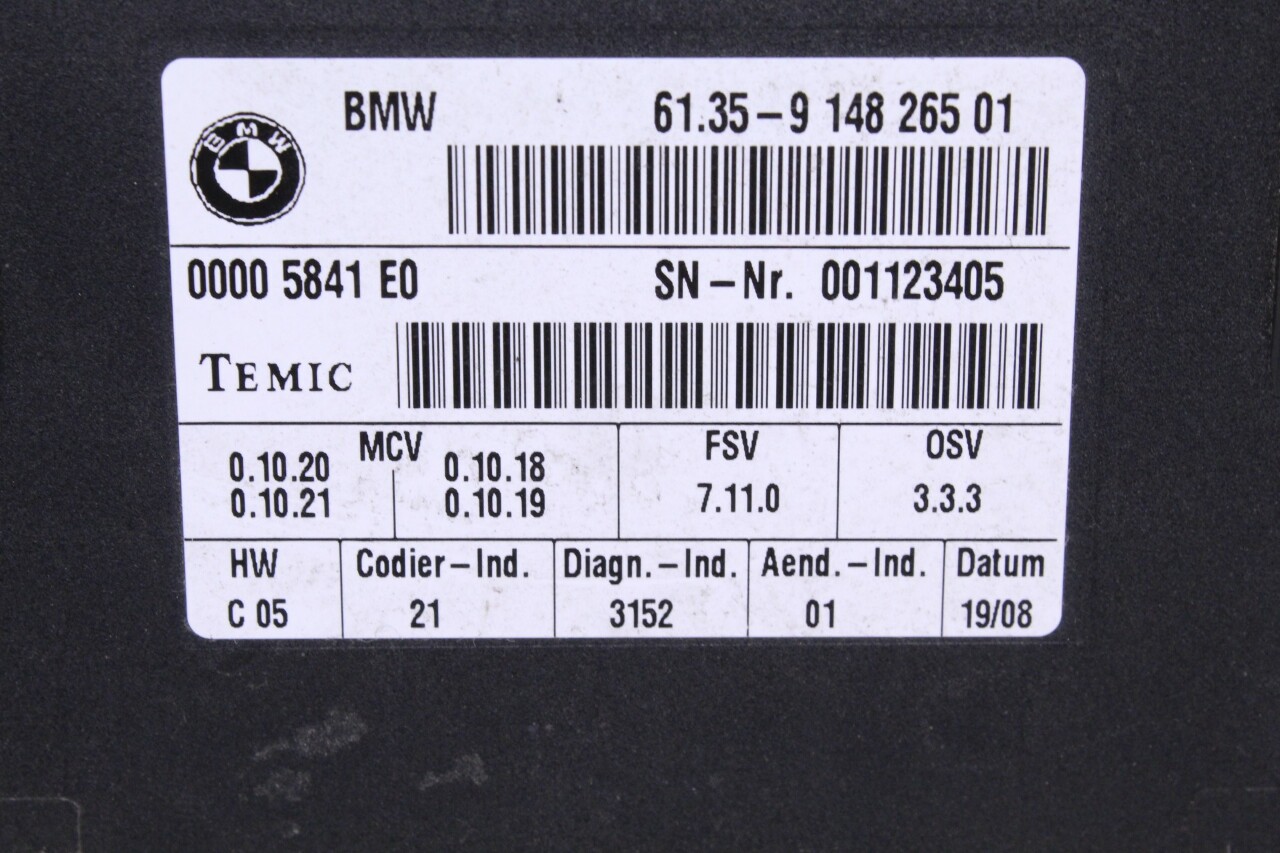 BMW 61.35-9 148 265 01
BMW
0000 5841 E0 SN-Nr. 001123405
TEMIC
MCV FSV OSV
0.10.20 0.10.18
0.10.21 0.10.19 7.11.0 3.3.3
HW Codier-Ind. Diagn.-Ind. Aend.-Ind. Datum
C 05 21 3152 01 19/08